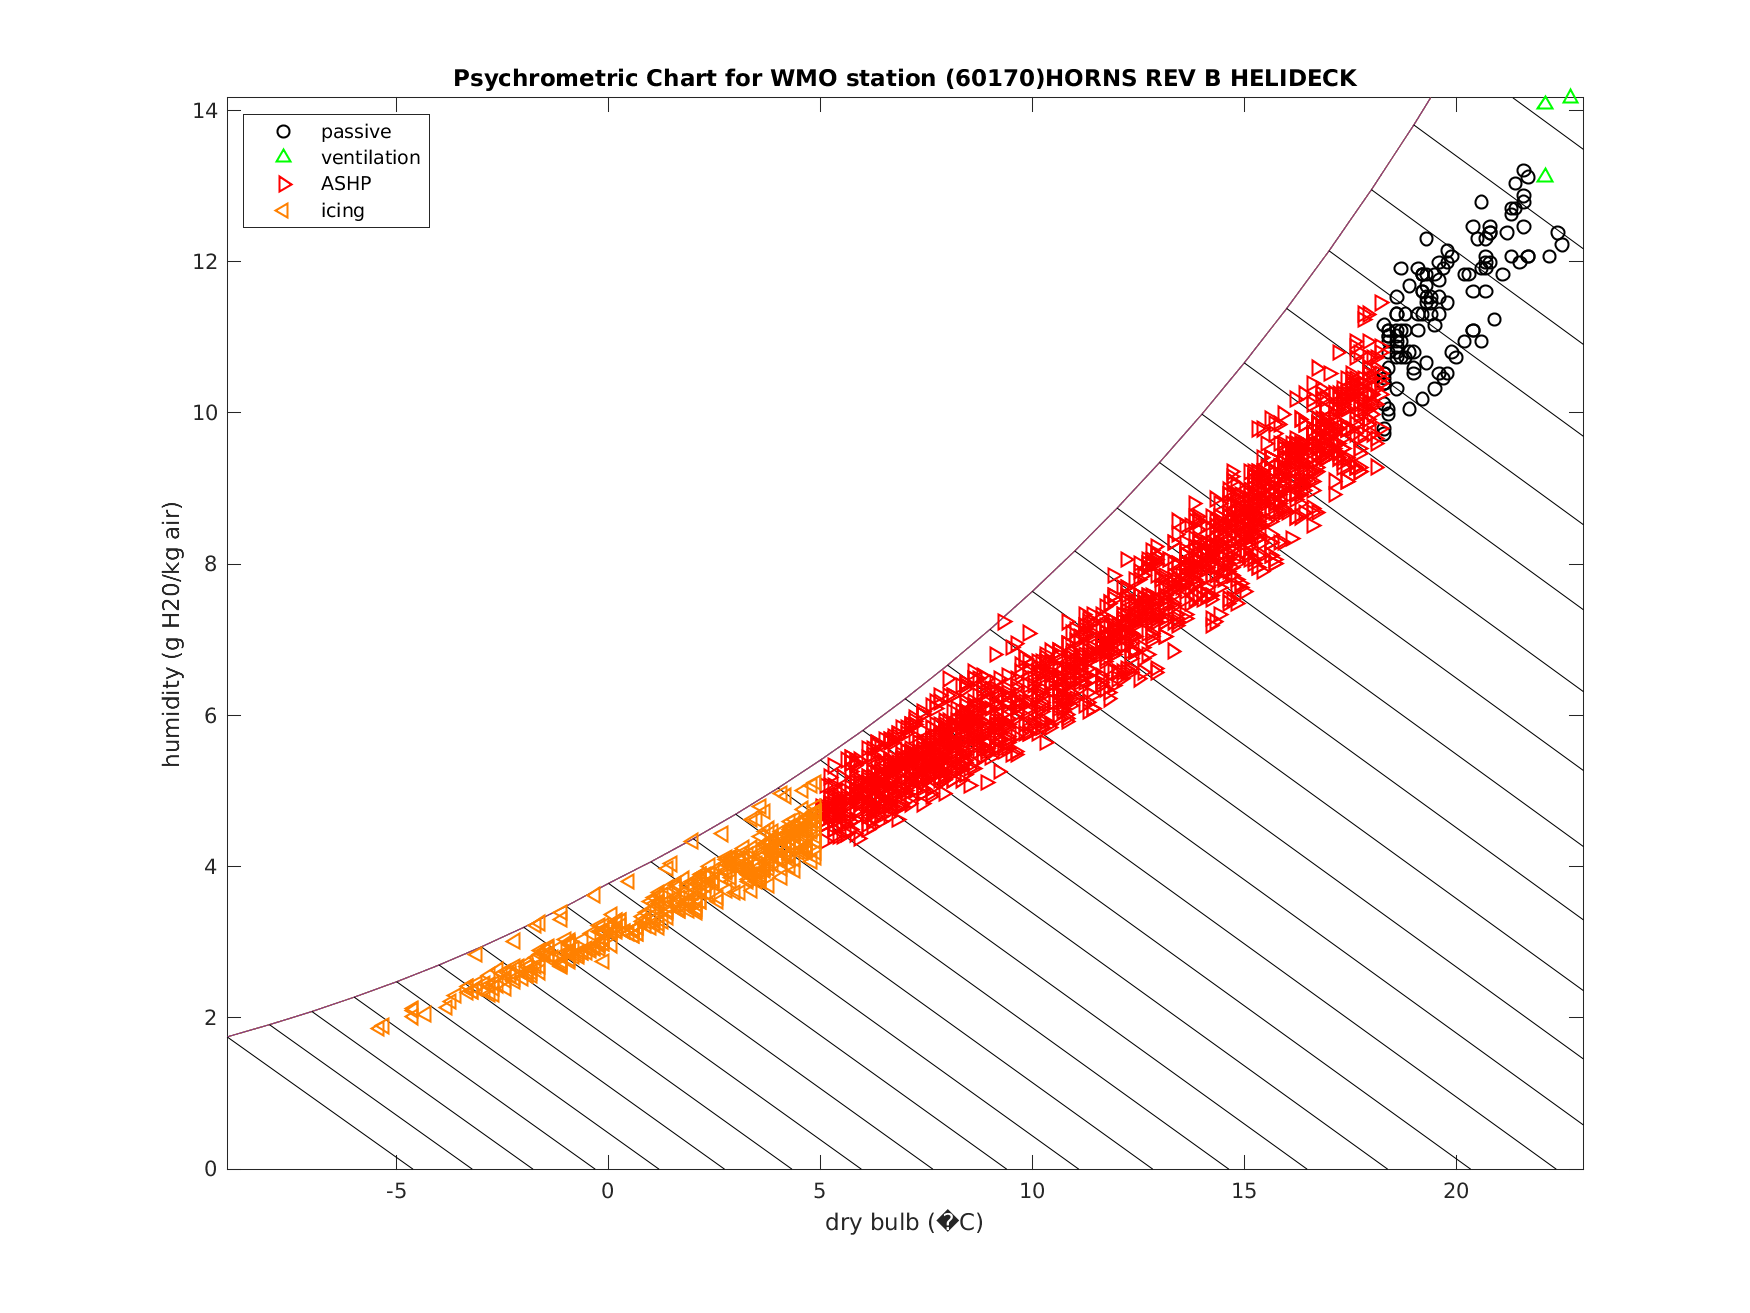 Psychrometric Chart for WMO station (60170)HORNS REV B HELIDECK
passive
ventilation
ASHP
icing
14
12
10
8
6
4
2
0
humidity (g H20/kg air)
-5
0
5
10
15
20
dry bulb (�C)